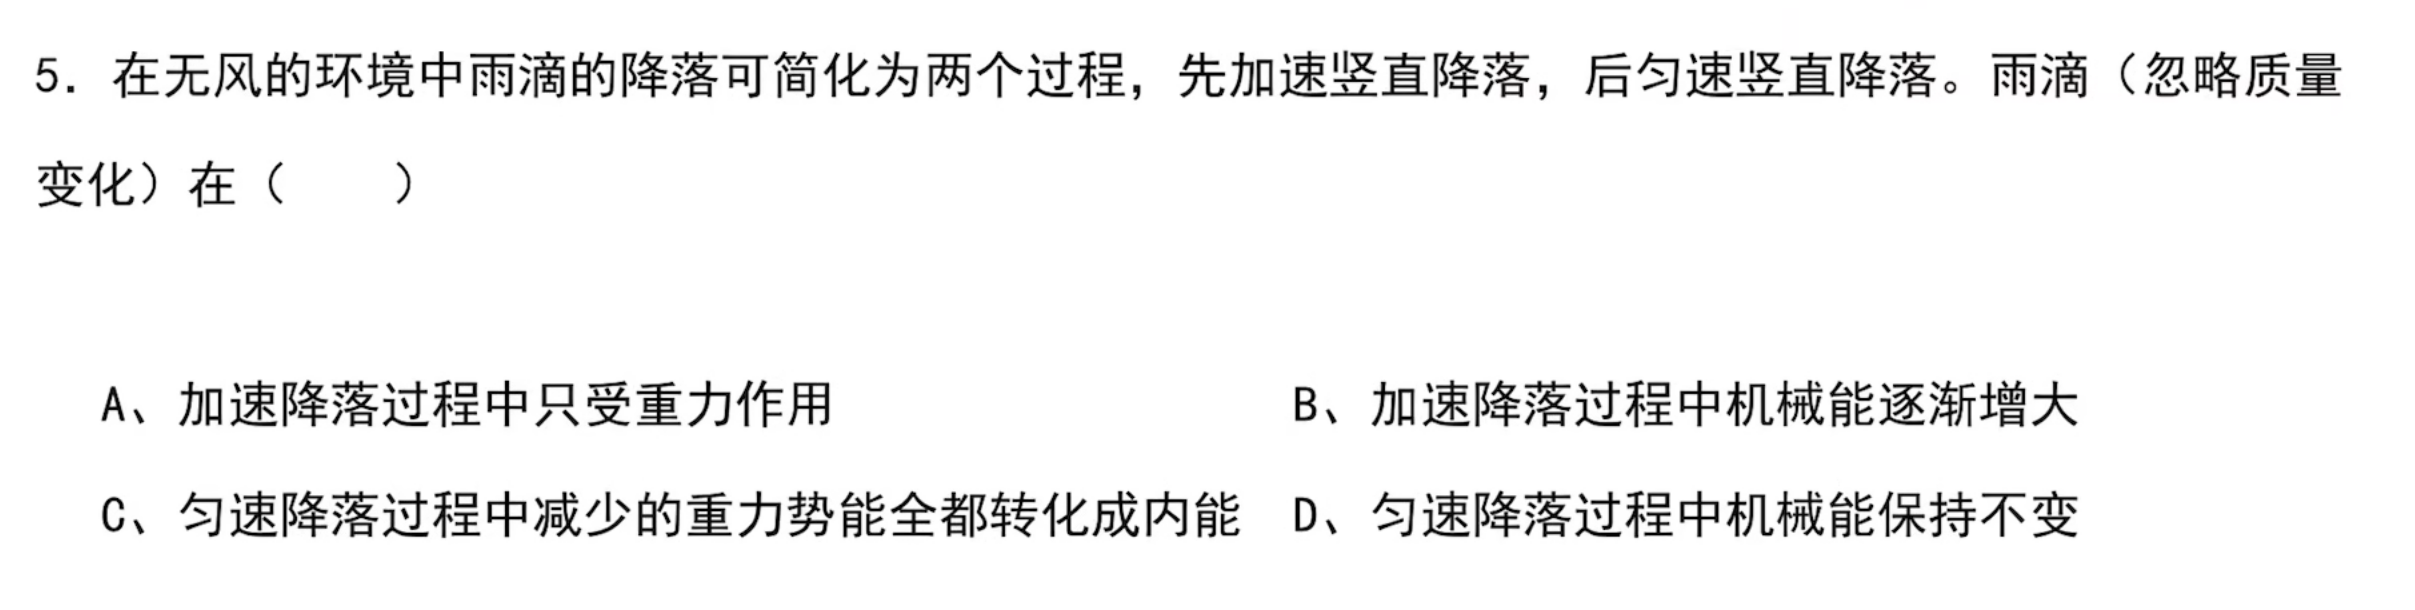 5. 在无风的环境中雨滴的降落可简化为两个过程，先加速竖直降落，后匀速竖直降落。雨滴（忽略质量
变化）在（　　）
A、加速降落过程中只受重力作用　B、加速降落过程中机械能逐渐增大
C、匀速降落过程中减少的重力势能全都转化成内能　D、匀速降落过程中机械能保持不变